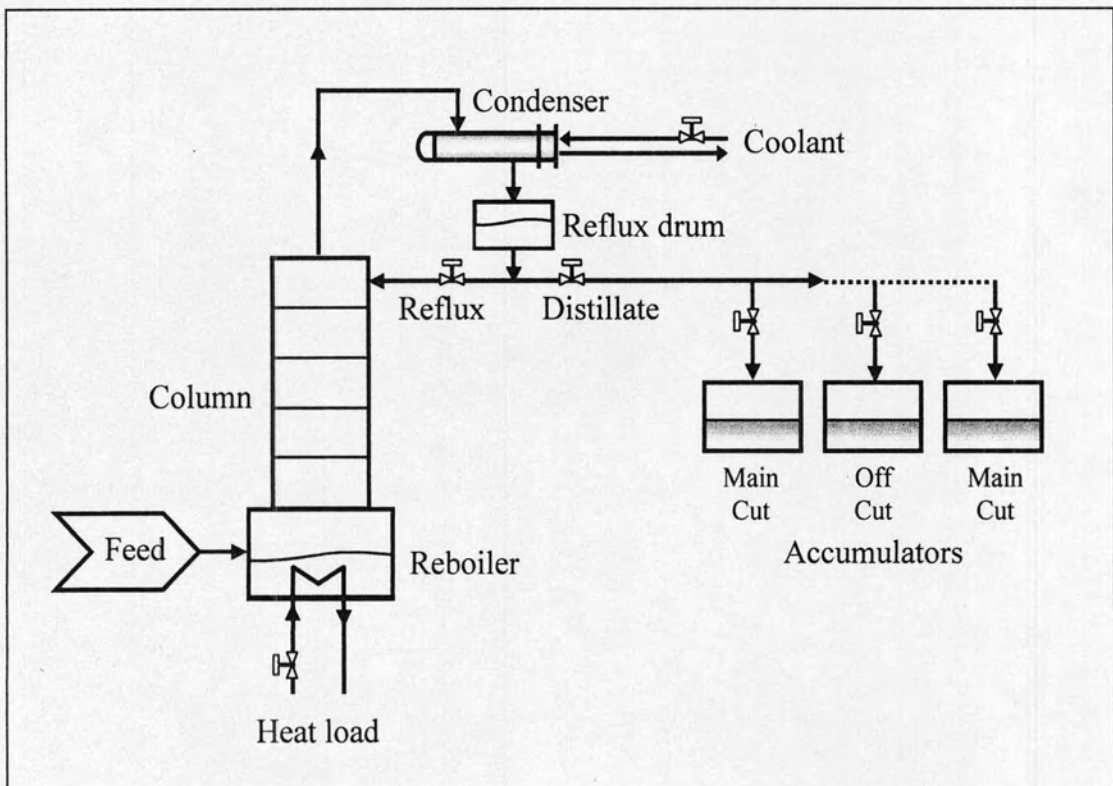 Condenser
Coolant
Reflux drum
Reflux
Distillate
Column
Main
Cut
Off
Cut
Main
Cut
Feed
Reboiler
Accumulators
Heat load